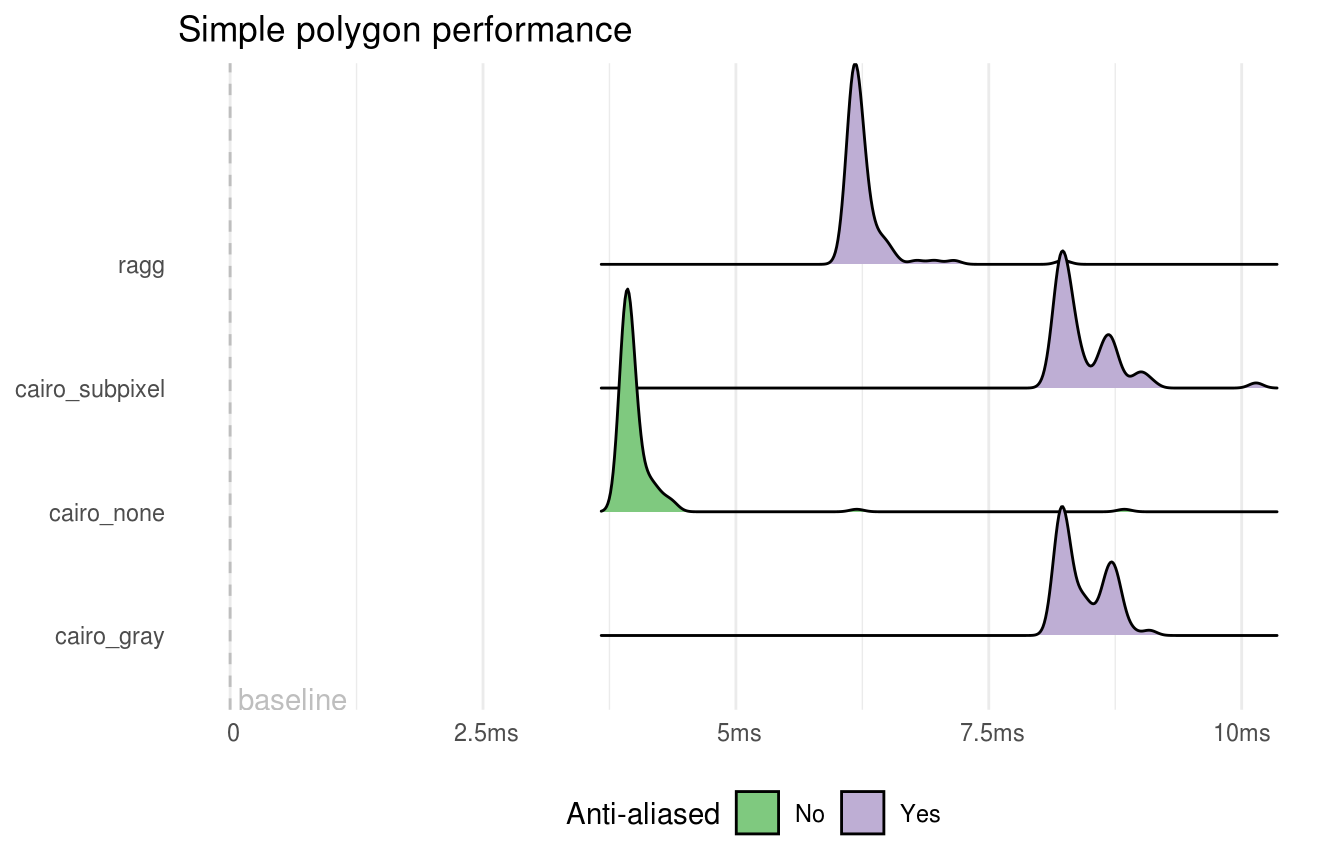 Simple polygon performance
ragg
cairo_subpixel
cairo_none
cairo_gray
baseline
0 2.5ms 5ms 7.5ms 10ms
Anti-aliased No Yes